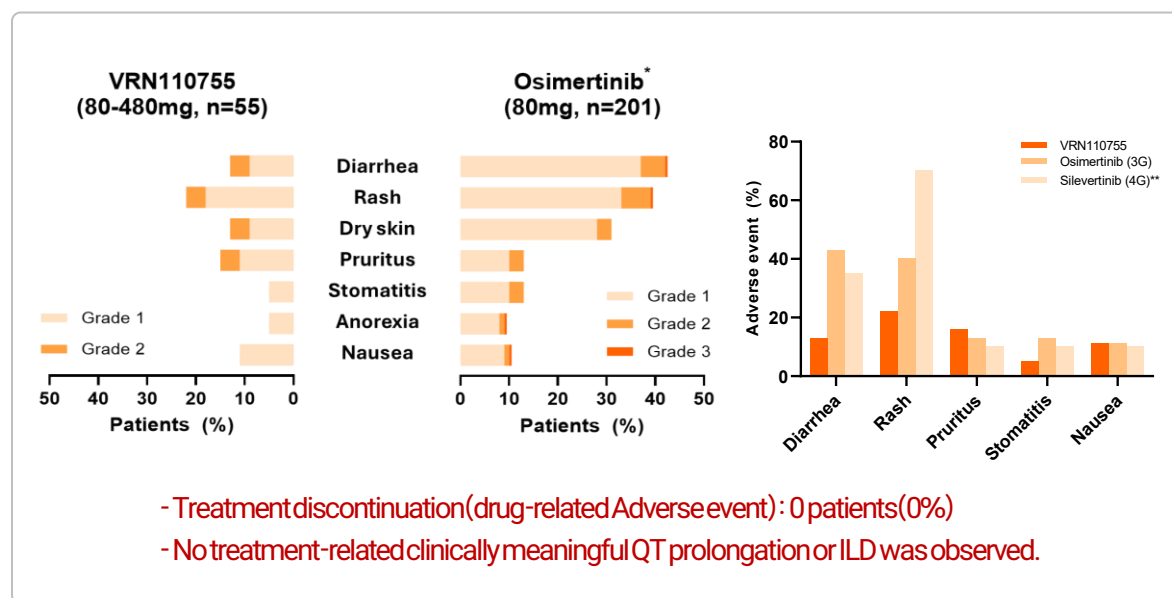 VRN110755
(80-480mg, n=55)
Osimertinib*
(80mg, n=201)
Diarrhea
Rash
Dry skin
Pruritus
Stomatitis
Anorexia
Nausea
Grade 1
Grade 2
Grade 1
Grade 2
Grade 3
50 40 30 20 10 0
Patients (%)
0 10 20 30 40 50
Patients (%)
80
60
40
20
0
Adverse event (%)
VRN110755
Osimertinib (3G)
Silevertinib (4G)**
Diarrhea
Rash
Pruritus
Stomatitis
Nausea
- Treatment discontinuation(drug-related Adverse event) : 0 patients(0%)
- No treatment-related clinically meaningful QT prolongation or ILD was observed.